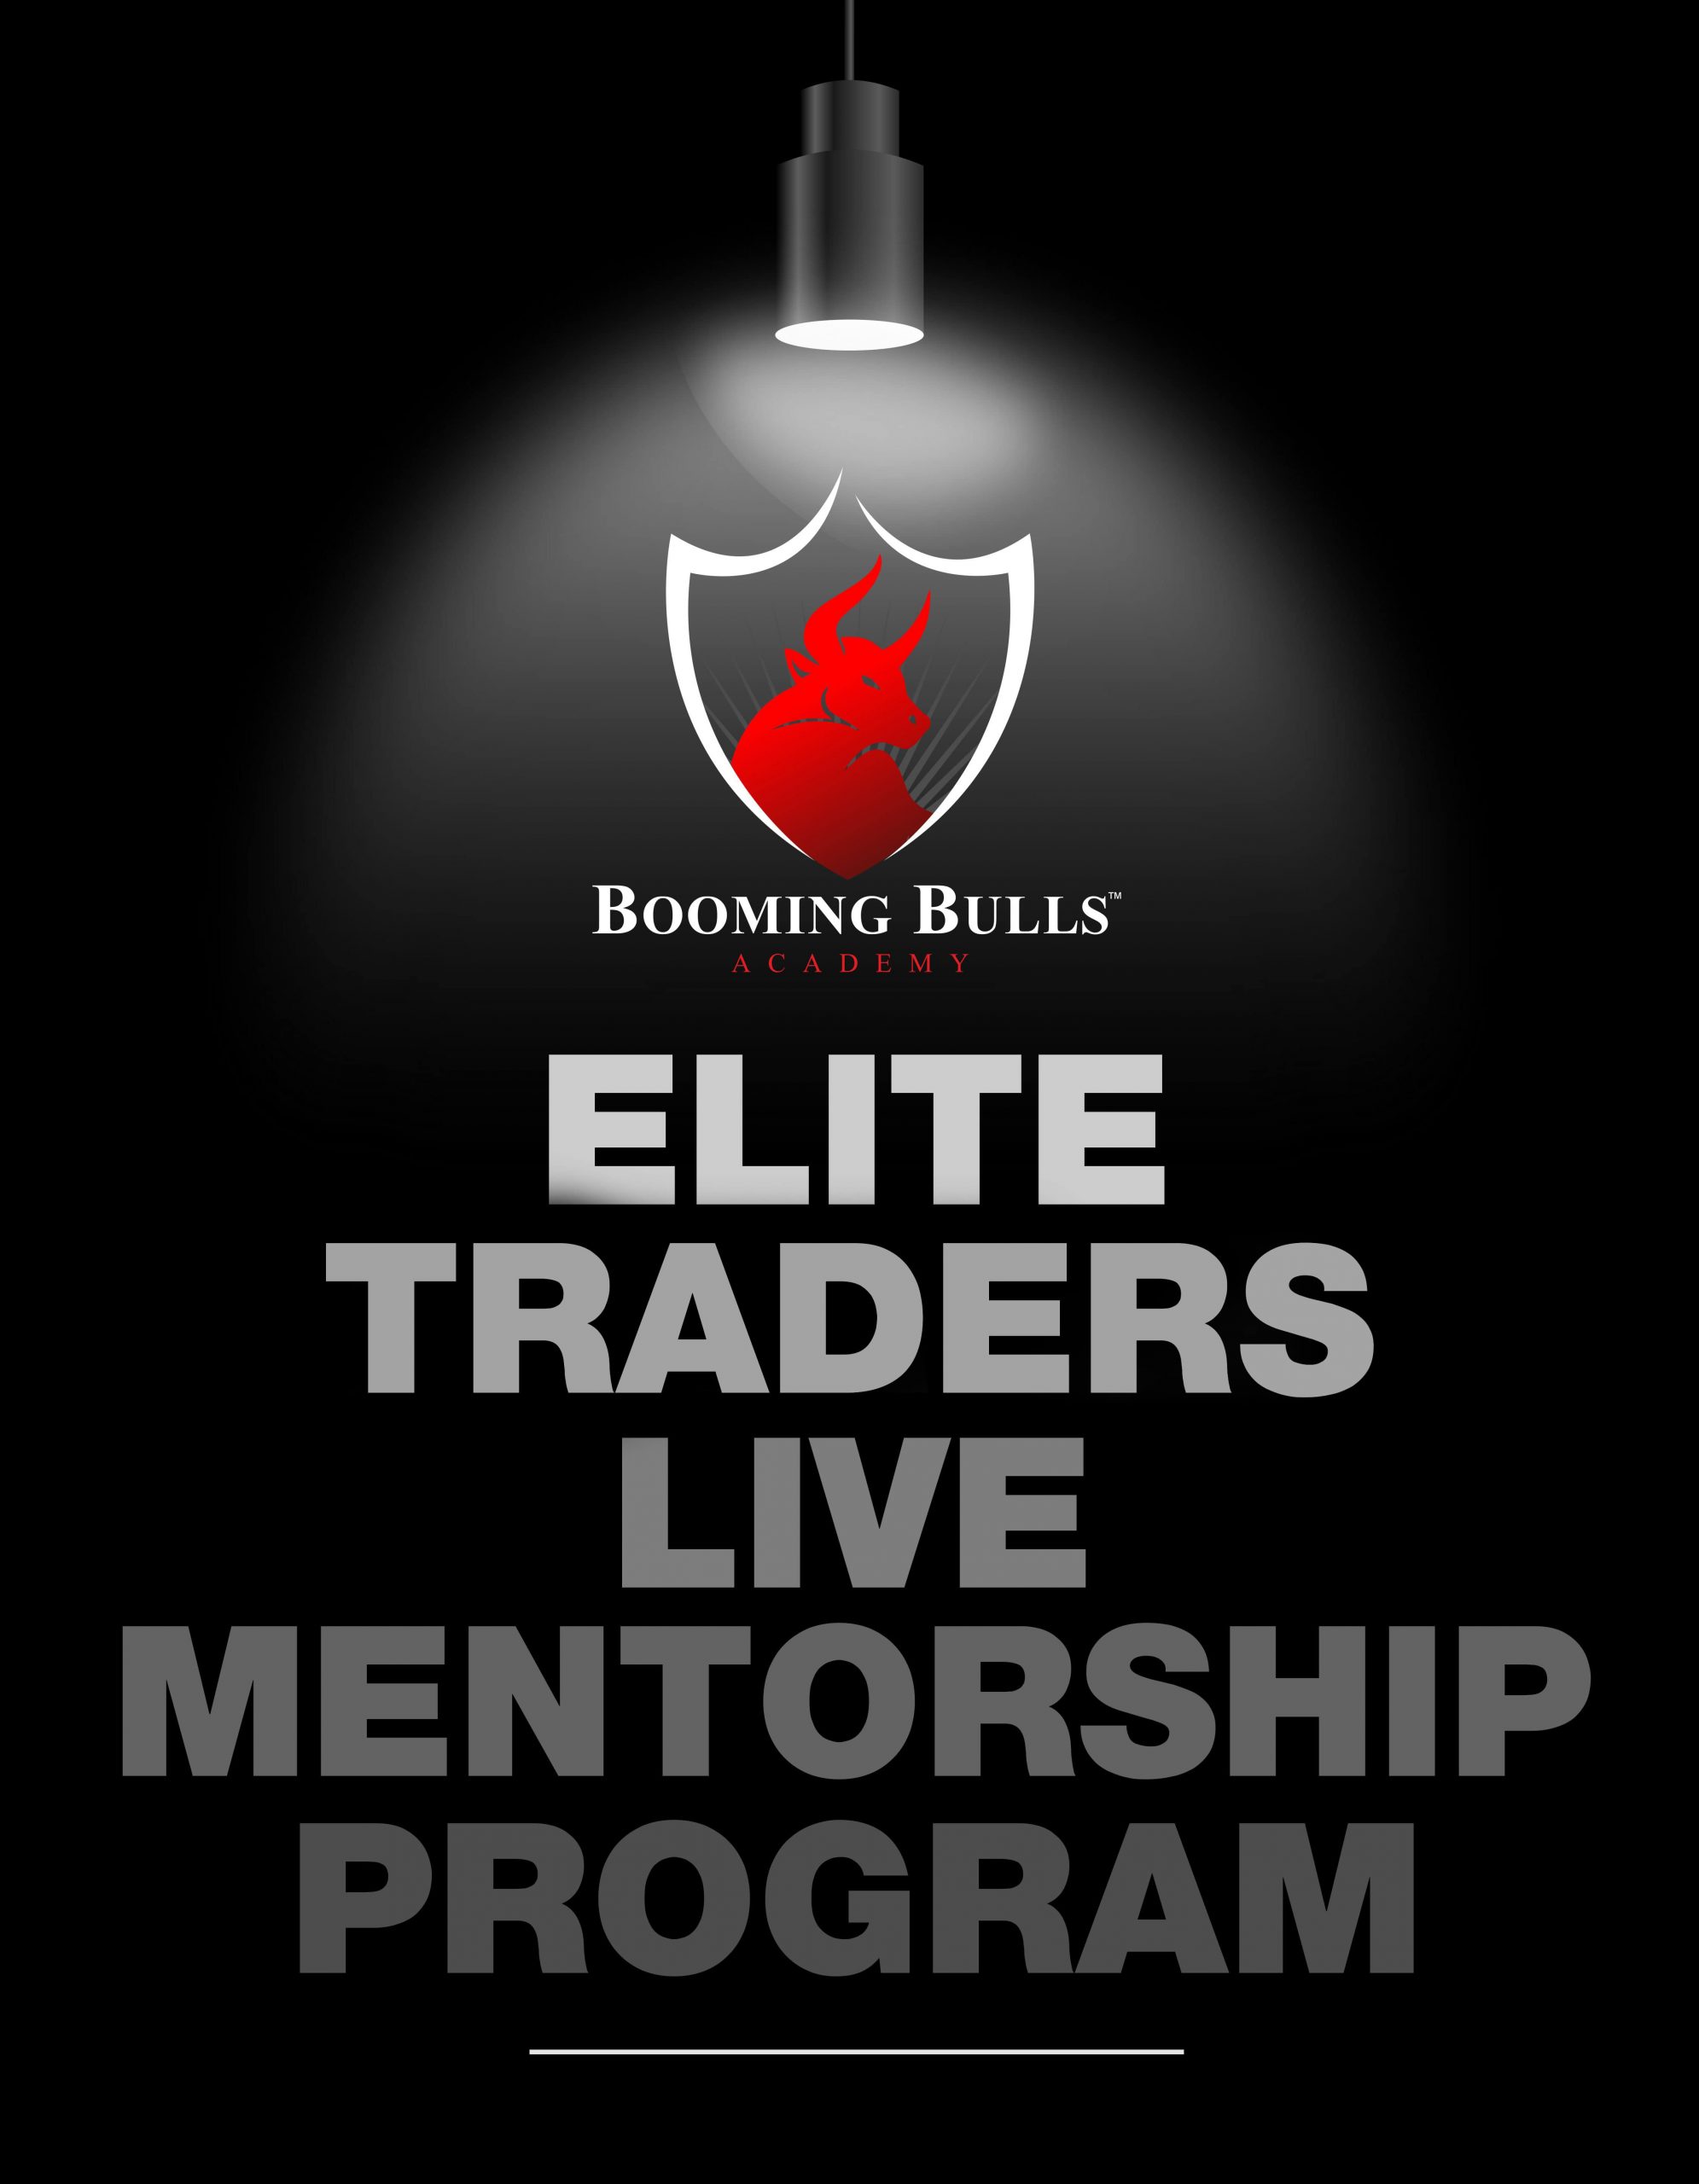 BOOMING BULLS™
ACADEMY
ELITE
TRADERS
LIVE
MENTORSHIP
PROGRAM